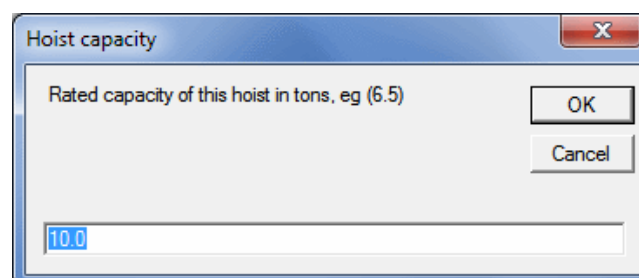 Hoist capacity
Rated capacity of this hoist in tons, eg (6.5)
OK
Cancel
10.0